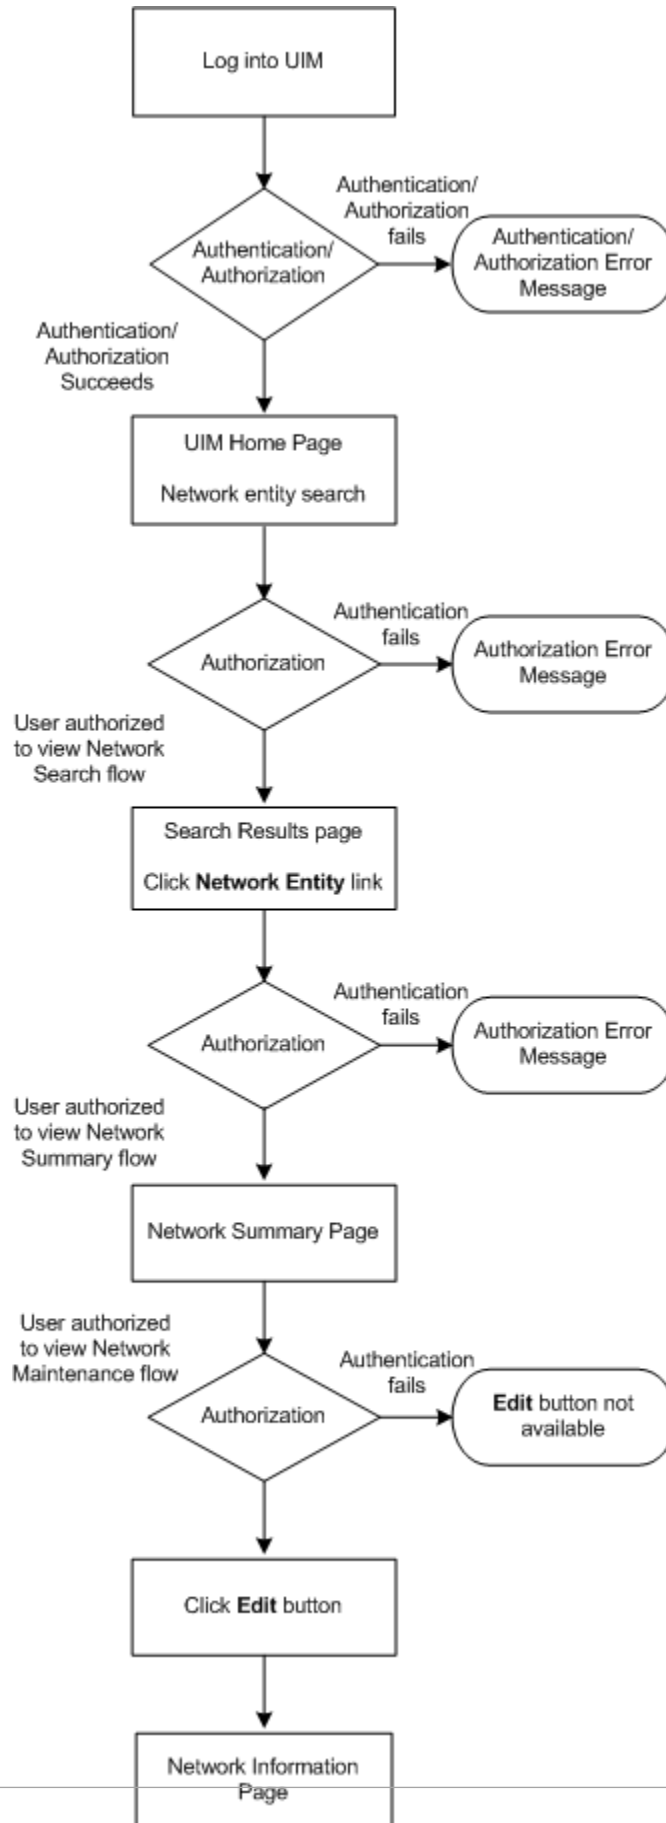 Log into UIM
Authentication/
Authorization
fails
Authentication/
Authorization
Authentication/
Authorization Error
Message
Authentication/
Authorization
Succeeds
UIM Home Page
Network entity search
Authentication
fails
Authorization
Authorization Error
Message
User authorized
to view Network
Search flow
Search Results page
Click Network Entity link
Authentication
fails
Authorization
Authorization Error
Message
User authorized
to view Network
Summary flow
Network Summary Page
User authorized
to view Network
Maintenance flow
Authentication
fails
Authorization
Edit button not
available
Click Edit button
Network Information
Page